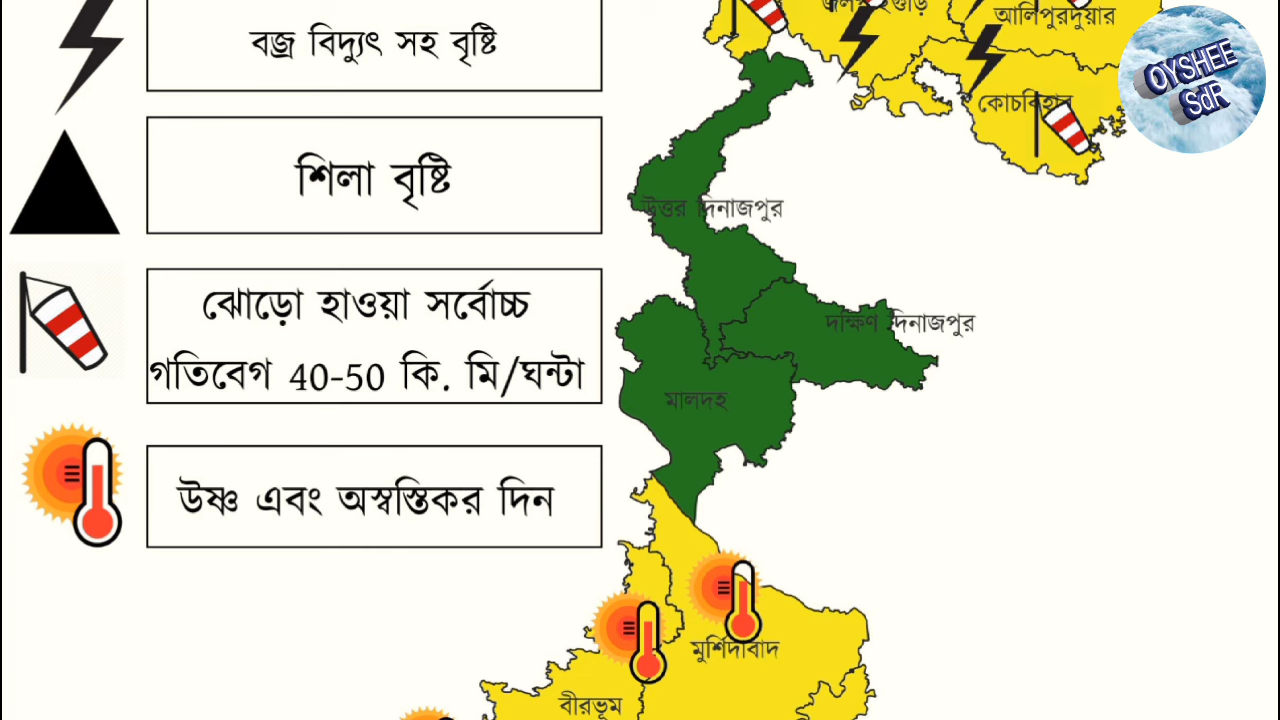 বজ্র বিদ্যুৎ সহ বৃষ্টি
শিলা বৃষ্টি
ঝোড়ো হাওয়া সর্বোচ্চ
গতিবেগ 40-50 কি. মি/ঘন্টা
উষ্ণ এবং অস্বস্তিকর দিন
আলিপুরদুয়ার
কোচবিহার
উত্তর দিনাজপুর
দক্ষিণ দিনাজপুর
মালদহ
মুর্শিদাবাদ
বীরভূম
OYSHEE
SdR